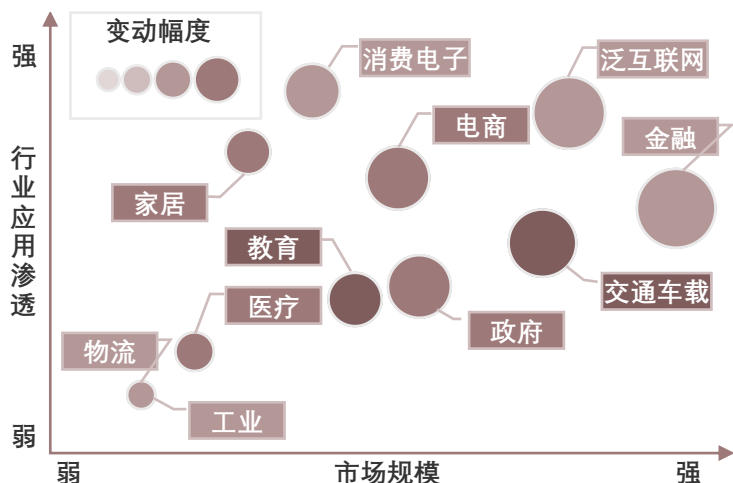 变动幅度
强
消费电子
泛互联网
电商
金融
行业应用渗透
家居
教育
交通车载
医疗
政府
物流
工业
弱
弱
市场规模
强